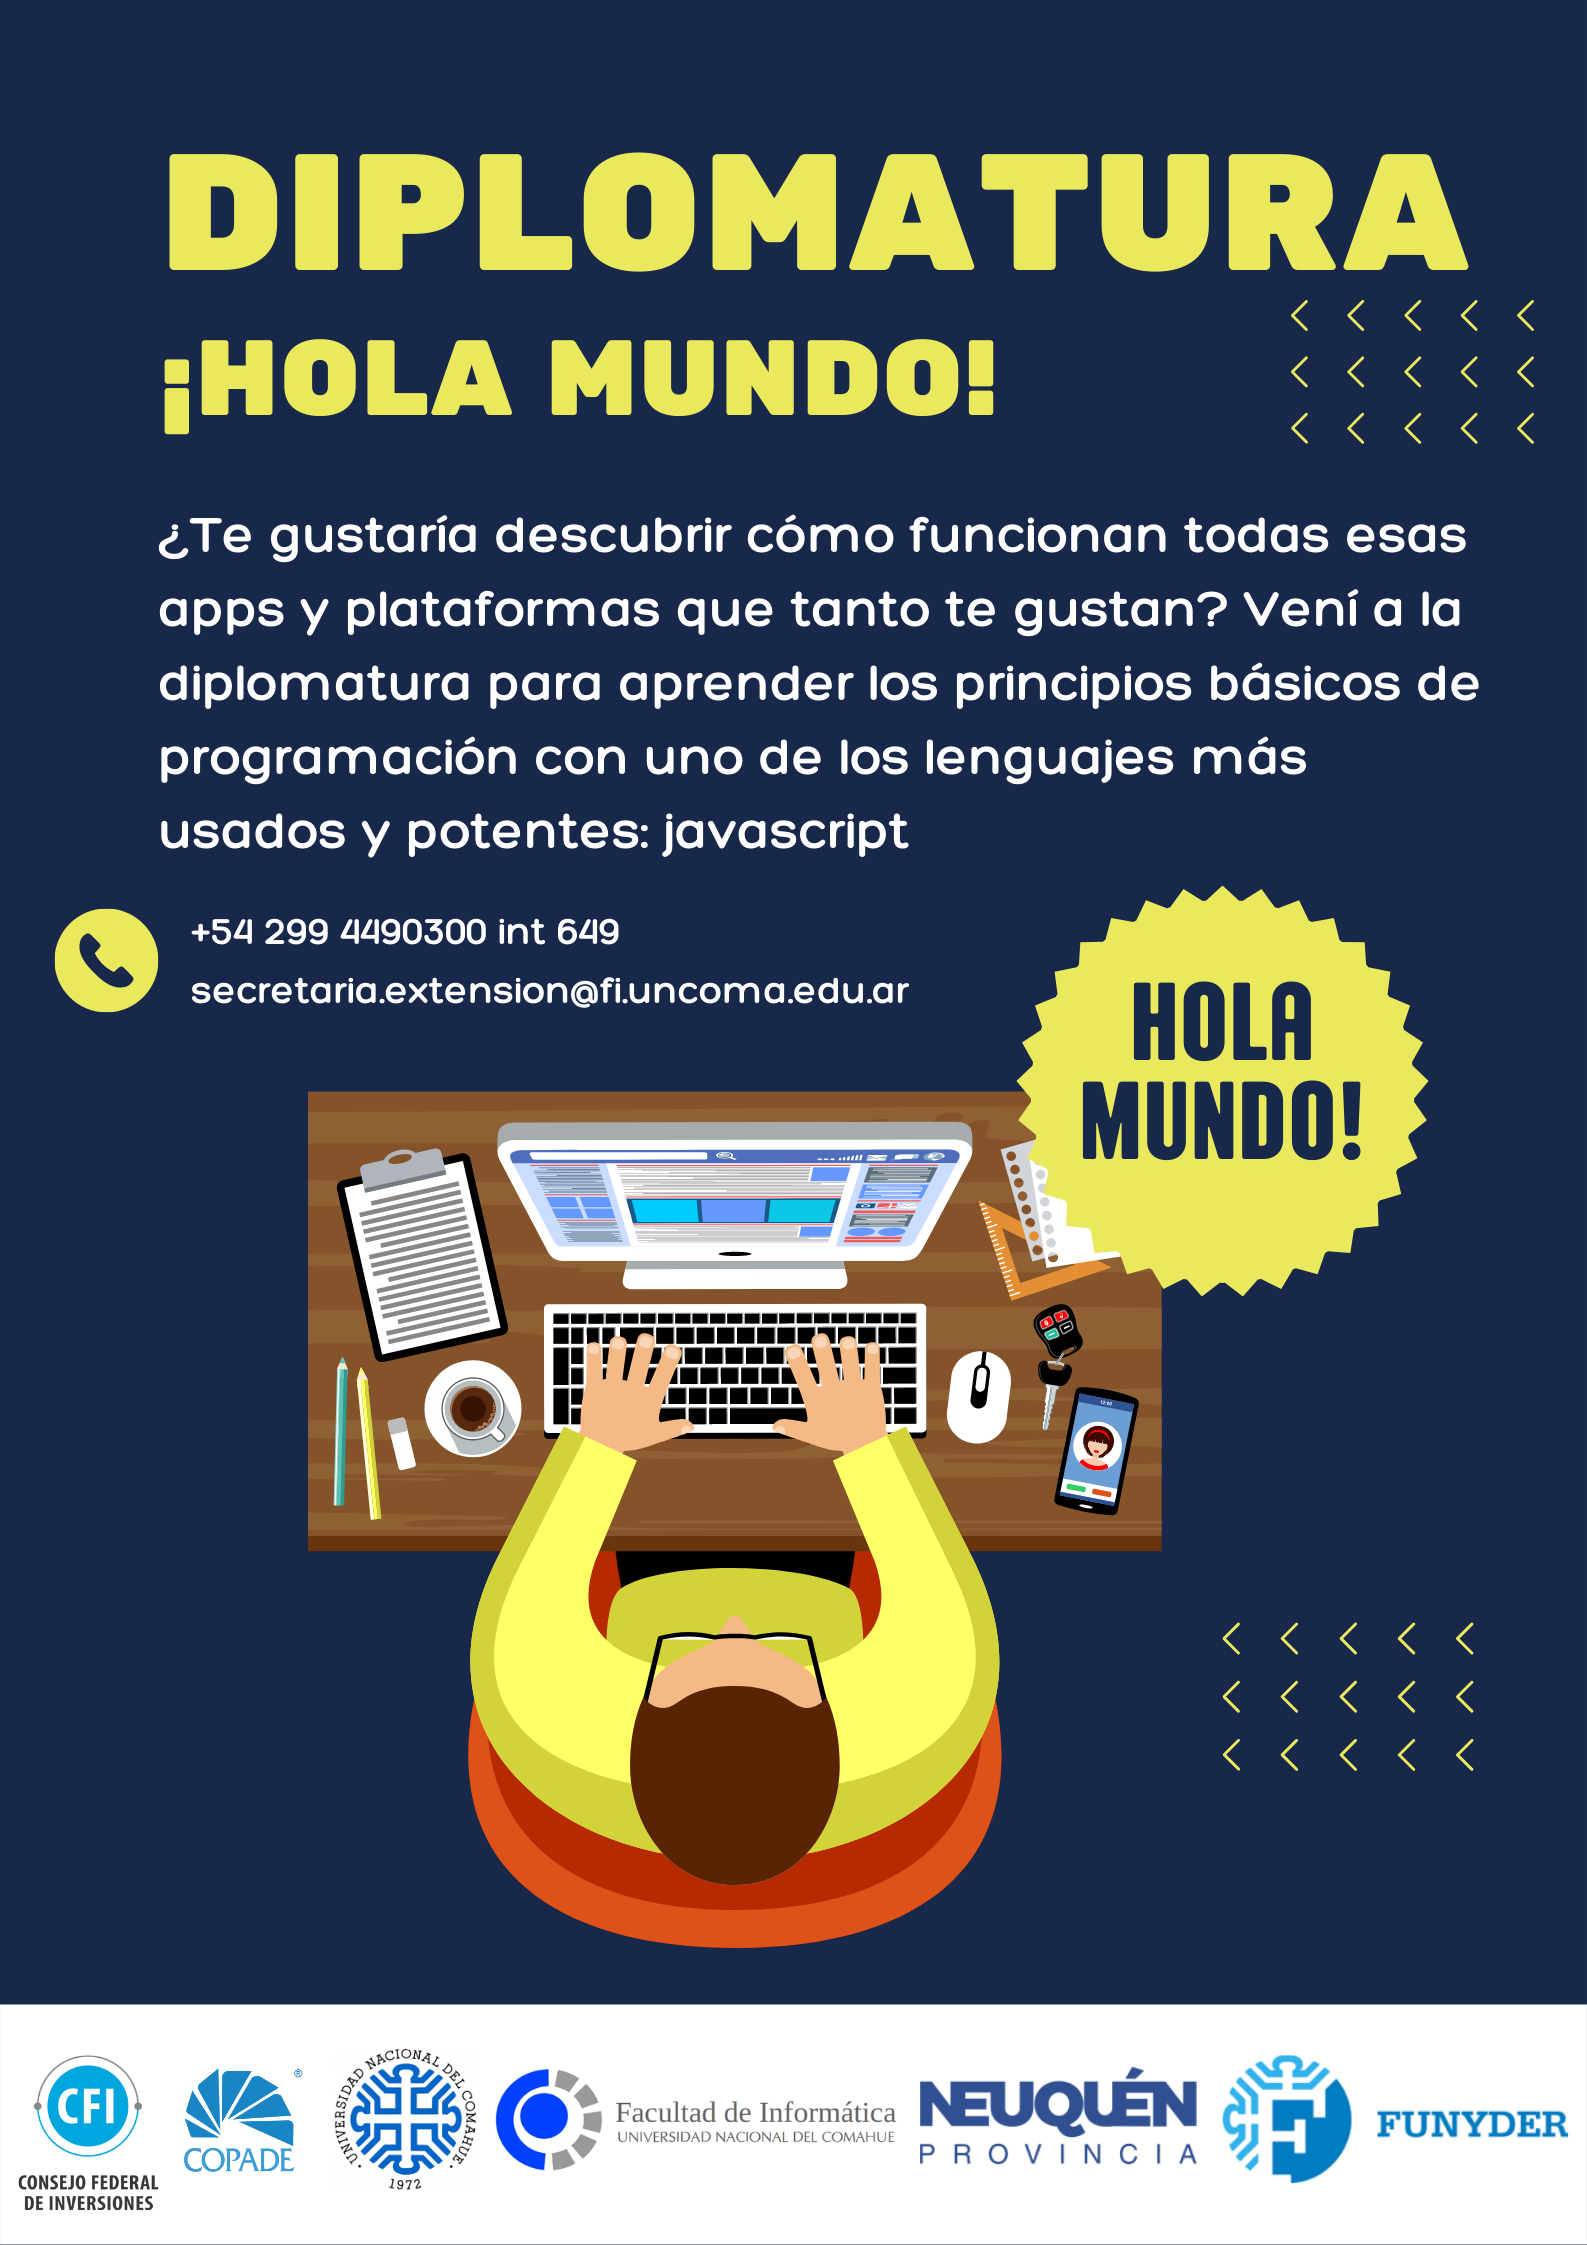 DIPLOMATURA
¡HOLA MUNDO!
¿Te gustaría descubrir cómo funcionan todas esas
apps y plataformas que tanto te gustan? Vení a la
diplomatura para aprender los principios básicos de
programación con uno de los lenguajes más
usados y potentes: javascript
+54 299 4490300 int 649
secretaria.extension@fi.uncoma.edu.ar
HOLA
MUNDO!
CFI
CONSEJO FEDERAL
DE INVERSIONES
COPADE
®
UNIVERSIDAD NACIONAL DEL COMAHUE
1972
Facultad de Informática
UNIVERSIDAD NACIONAL DEL COMAHUE
NEUQUÉN
PROVINCIA
FUNYDER